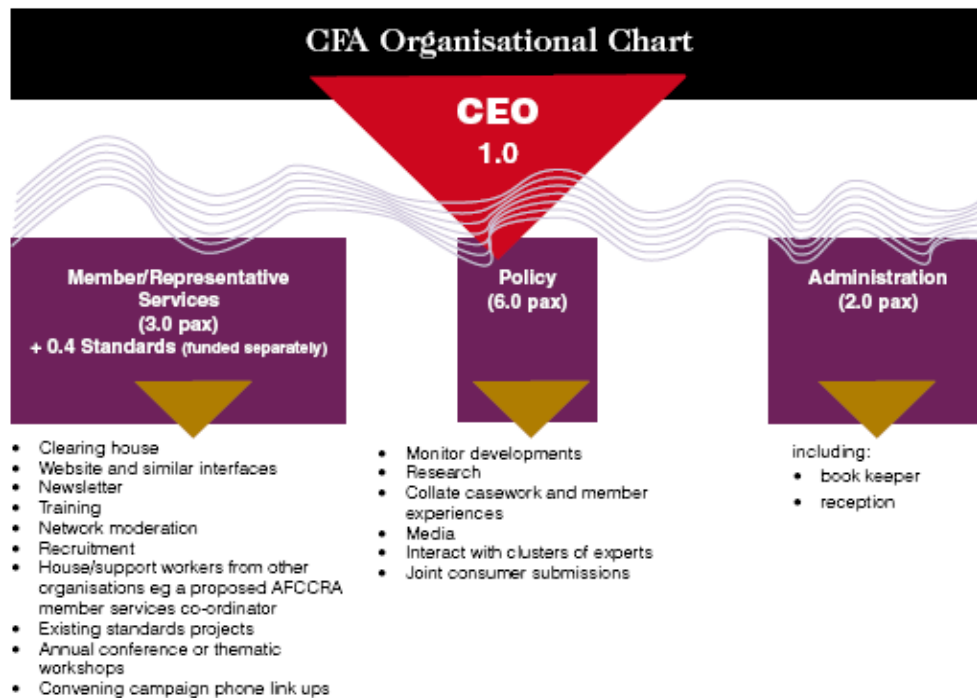 CFA Organisational Chart
CEO
1.0
Member/Representative
Services
(3.0 pax)
+ 0.4 Standards (funded separately)
• Clearing house
• Website and similar interfaces
• Newsletter
• Training
• Network moderation
• Recruitment
• House/support workers from other
organisations eg a proposed AFCCRA
member services co-ordinator
• Existing standards projects
• Annual conference or thematic
workshops
• Convening campaign phone link ups
Policy
(6.0 pax)
• Monitor developments
• Research
• Collate casework and member
experiences
• Media
• Interact with clusters of experts
• Joint consumer submissions
Administration
(2.0 pax)
including:
• book keeper
• reception